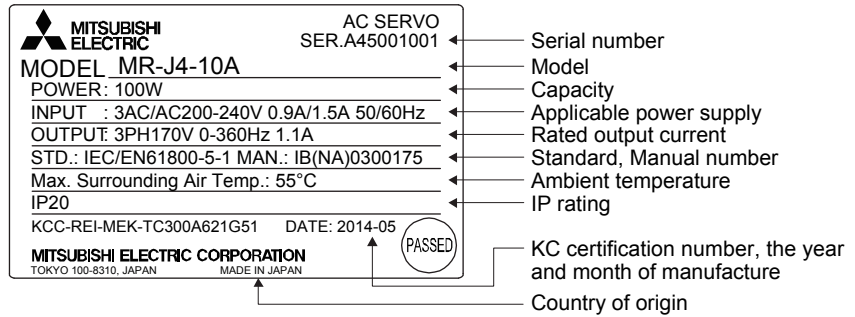 MITSUBISHI
ELECTRIC
AC SERVO
SER.A45001001
Serial number
MODEL MR-J4-10A
Model
POWER: 100W
Capacity
INPUT : 3AC/AC200-240V 0.9A/1.5A 50/60Hz
Applicable power supply
OUTPUT: 3PH170V 0-360Hz 1.1A
Rated output current
STD.: IEC/EN61800-5-1 MAN.: IB(NA)0300175
Standard, Manual number
Max. Surrounding Air Temp.: 55°C
Ambient temperature
IP20
IP rating
KCC-REI-MEK-TC300A621G51 DATE: 2014-05
PASSED
KC certification number, the year
and month of manufacture
MITSUBISHI ELECTRIC CORPORATION
TOKYO 100-8310, JAPAN MADE IN JAPAN
Country of origin